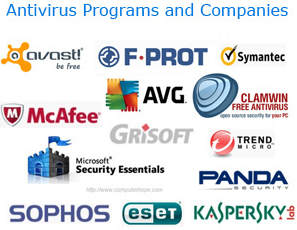 Antivirus Programs and Companies
avast!
be free
F-PROT
Symantec
McAfee
AVG
CLAMWIN
FREE ANTIVIRUS
open source security for your PC
GRISOFT
TREND
MICRO
Microsoft
Security Essentials
http://www.computerhope.com
PANDA
SECURITY
SOPHOS
eset
KASPERSKY lab